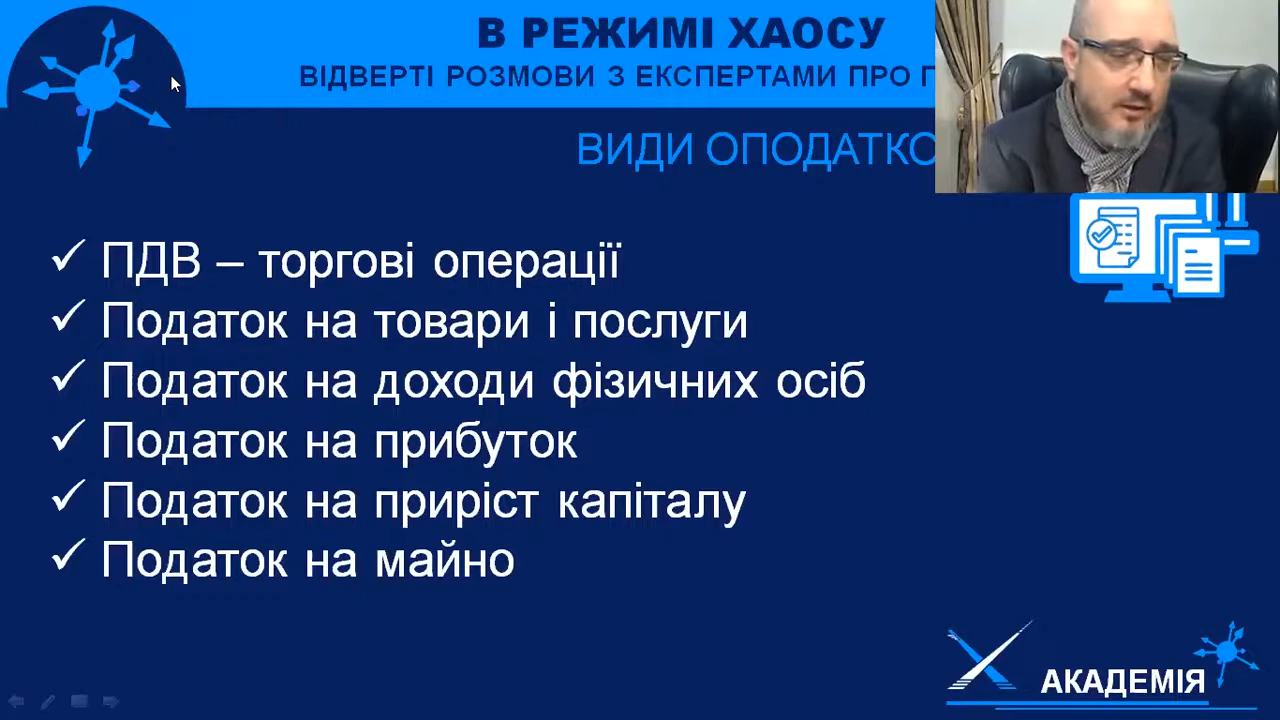 В РЕЖИМІ ХАОСУ
ВІДВЕРТІ РОЗМОВИ З ЕКСПЕРТАМИ ПРО
ВИДИ
✓ ПДВ – торгові операції
✓ Податок на товари і послуги
✓ Податок на доходи фізичних осіб
✓ Податок на прибуток
✓ Податок на приріст капіталу
✓ Податок на майно
АКАДЕМІЯ